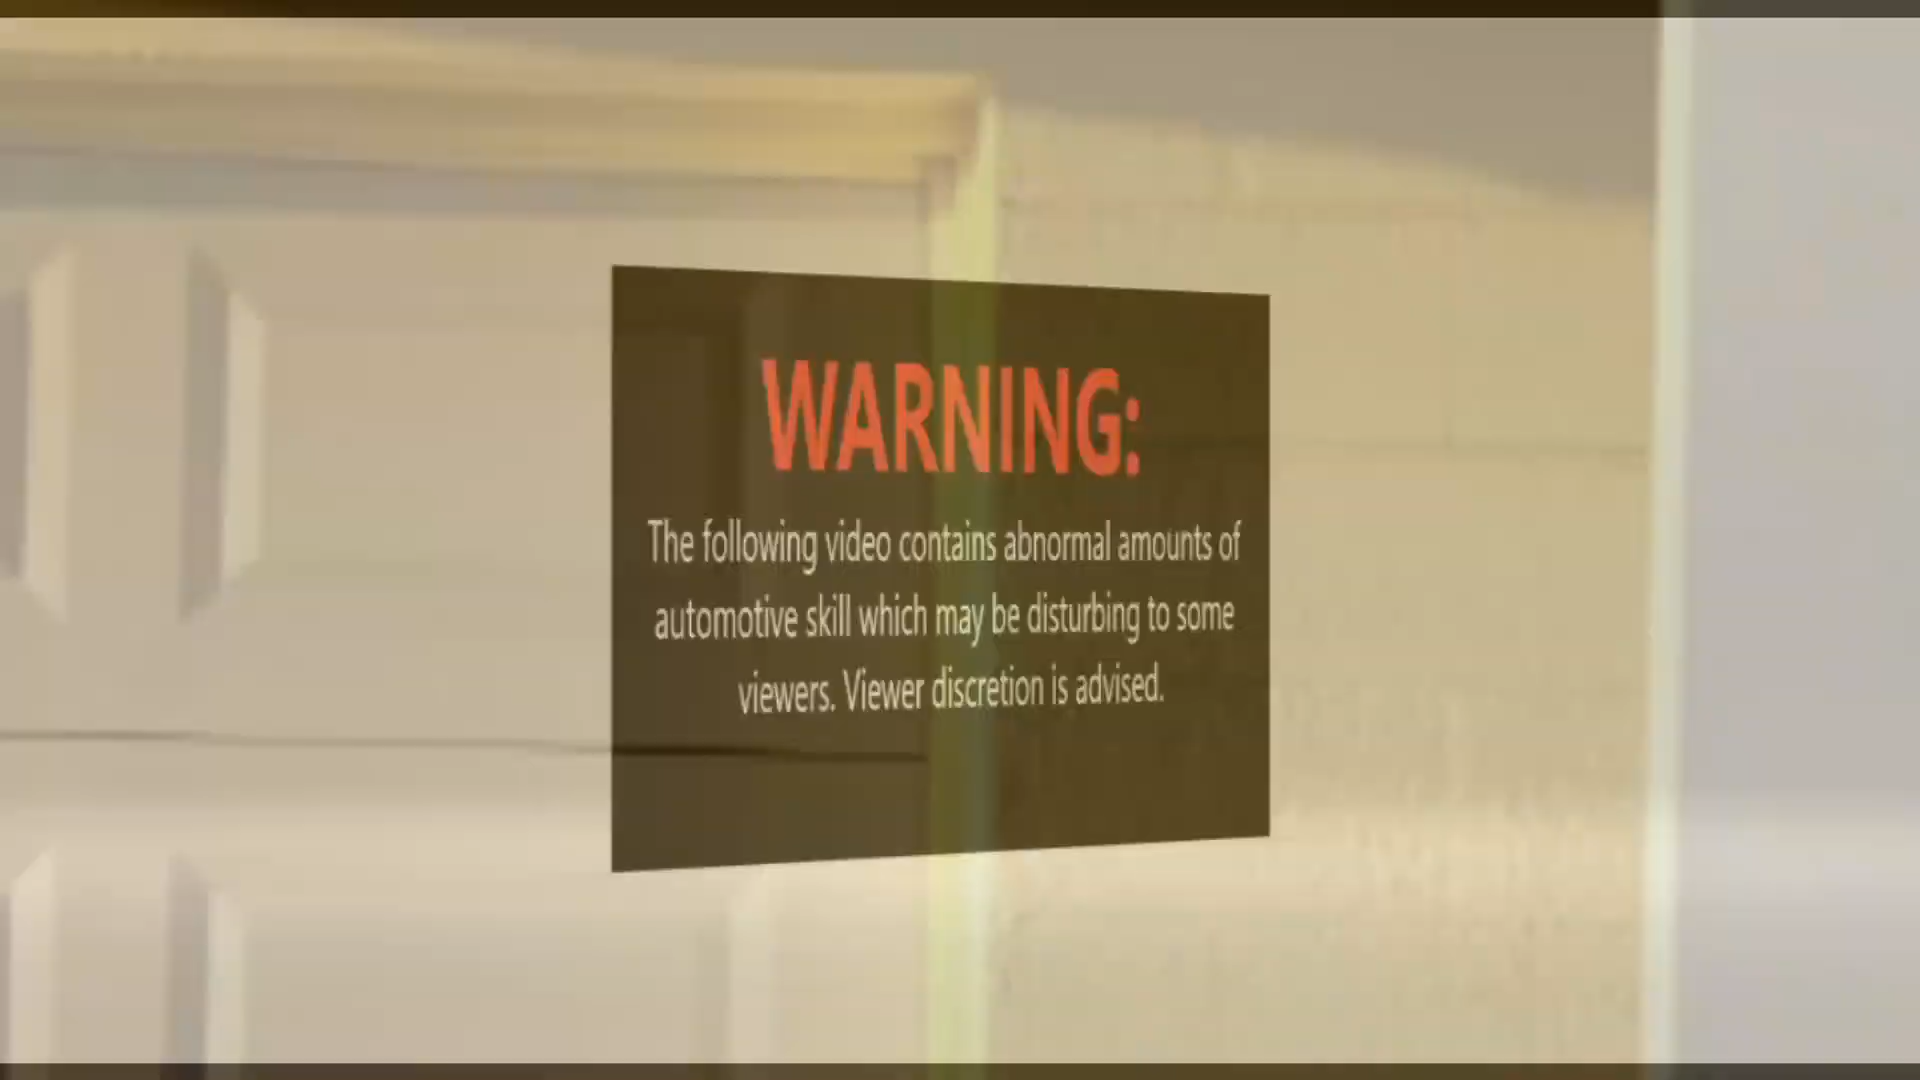 WARNING:
The following video contains abnormal amounts of
automotive skill which may be disturbing to some
viewers. Viewer discretion is advised.